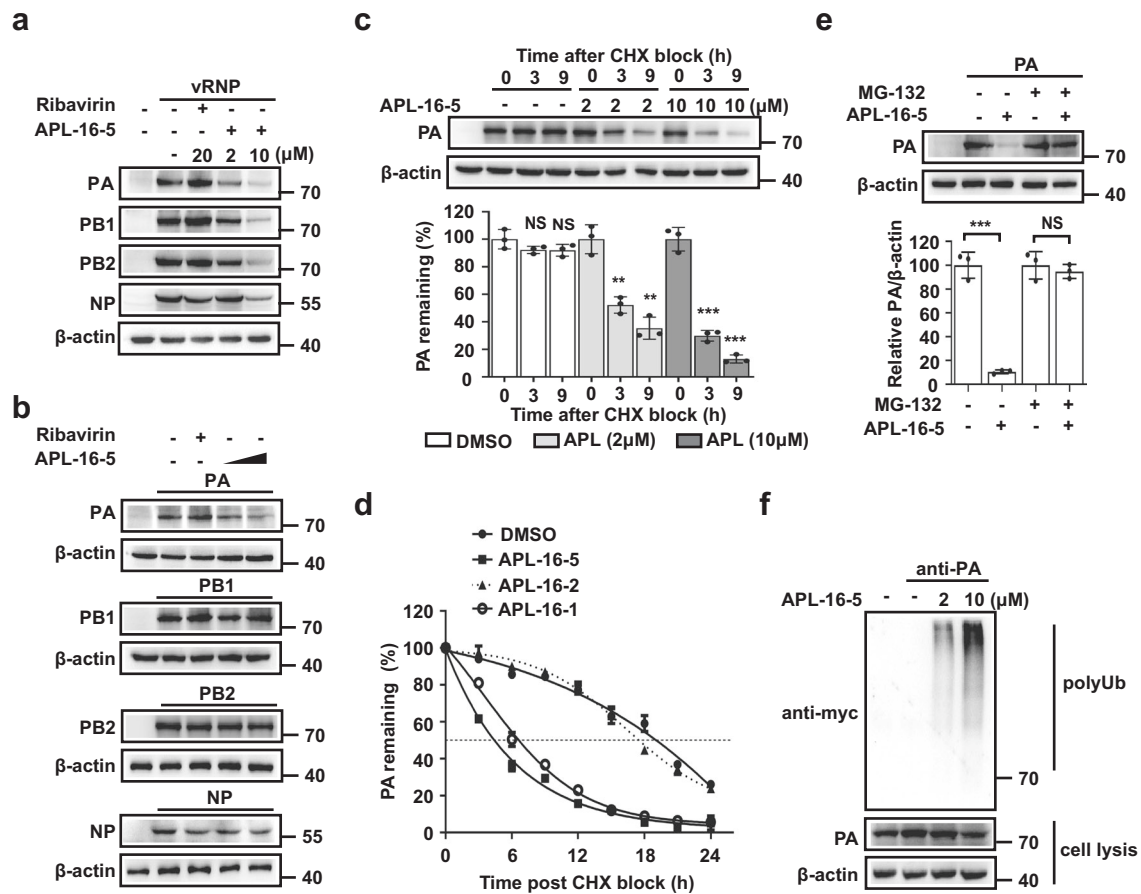 a
vRNP
Ribavirin - - + - -
APL-16-5 - - - + +
- 20 2 10 (μM)
PA
70
PB1
70
PB2
70
NP
55
β-actin
40
b
Ribavirin - - + - -
APL-16-5 - - -
PA
PA
70
β-actin
40
PB1
PB1
70
β-actin
40
PB2
PB2
70
β-actin
40
NP
NP
55
β-actin
40
c
Time after CHX block (h)
0 3 9 0 3 9 0 3 9
APL-16-5 - - - 2 2 2 10 10 10 (μM)
PA
70
β-actin
40
PA remaining (%)
120
100
80
60
40
20
0
NS NS
**
**
***
***
0 3 9 0 3 9 0 3 9
Time after CHX block (h)
DMSO APL (2μM) APL (10μM)
d
DMSO
APL-16-5
APL-16-2
APL-16-1
PA remaining (%)
120
100
80
60
40
20
0
0 6 12 18 24
Time post CHX block (h)
e
PA
MG-132 - - - + +
APL-16-5 - - + - +
PA
70
β-actin
40
Relative PA/β-actin
120
100
80
60
40
20
0
***
NS
MG-132 - - + +
APL-16-5 - + - +
f
anti-PA
APL-16-5 - - 2 10 (μM)
anti-myc
polyUb
70
PA
70
β-actin
40
cell lysis